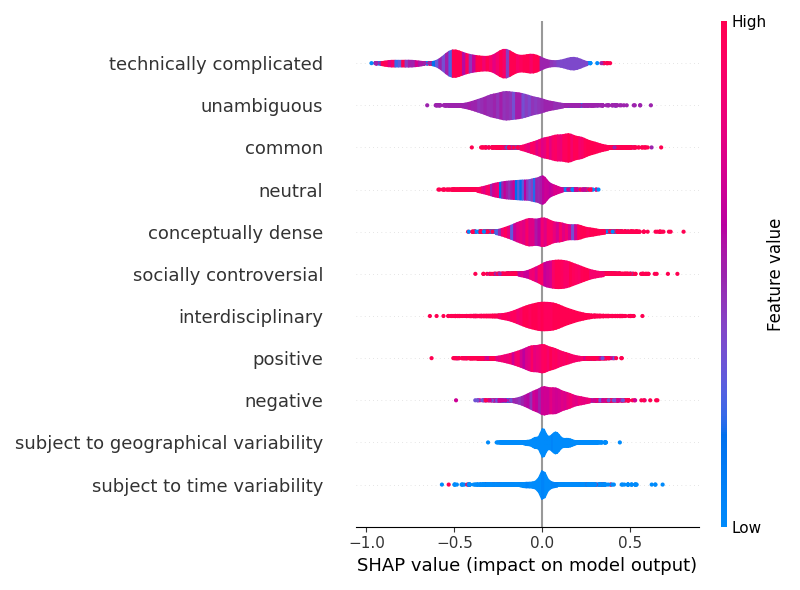 High
technically complicated
unambiguous
common
neutral
conceptually dense
socially controversial
interdisciplinary
positive
negative
subject to geographical variability
subject to time variability
Feature value
Low
−1.0 −0.5 0.0 0.5
SHAP value (impact on model output)